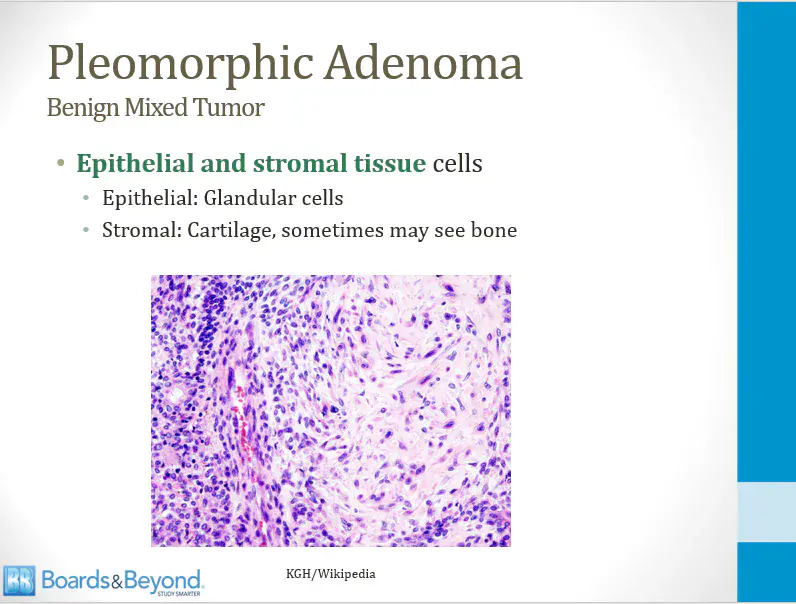 Pleomorphic Adenoma
Benign Mixed Tumor
• Epithelial and stromal tissue cells
• Epithelial: Glandular cells
• Stromal: Cartilage, sometimes may see bone
KGH/Wikipedia
BB Boards&Beyond.
STUDY SMARTER